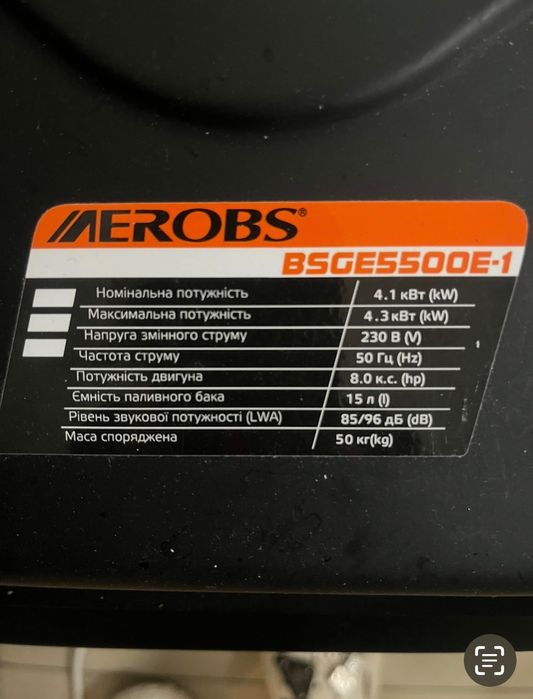 AEROBS®
BSGE5500E-1
Номінальна потужність 4.1 кВт (kW)
Максимальна потужність 4.3 кВт (kW)
Напруга змінного струму 230 В (V)
Частота струму 50 Гц (Hz)
Потужність двигуна 8.0 к.с. (hp)
Ємність паливного бака 15 л (l)
Рівень звукової потужності (LWA) 85/96 дБ (dB)
Маса споряджена 50 кг(kg)